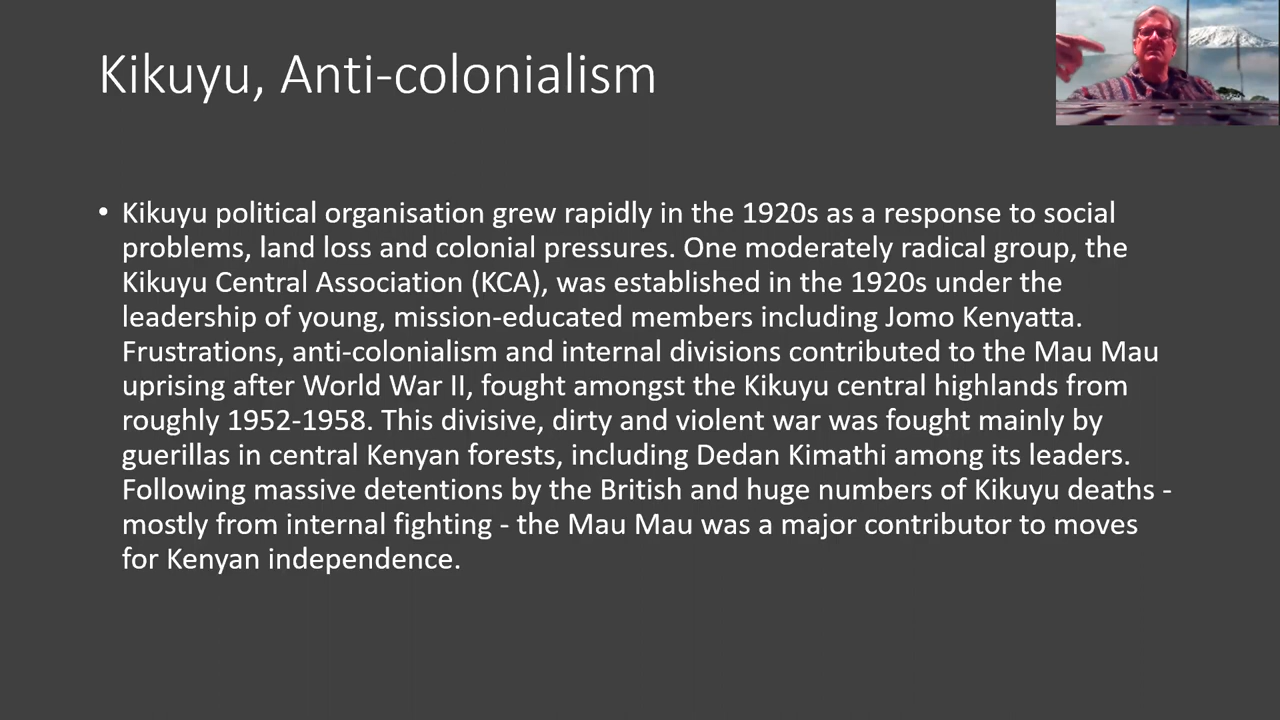 Kikuyu, Anti-colonialism
• Kikuyu political organisation grew rapidly in the 1920s as a response to social
problems, land loss and colonial pressures. One moderately radical group, the
Kikuyu Central Association (KCA), was established in the 1920s under the
leadership of young, mission-educated members including Jomo Kenyatta.
Frustrations, anti-colonialism and internal divisions contributed to the Mau Mau
uprising after World War II, fought amongst the Kikuyu central highlands from
roughly 1952-1958. This divisive, dirty and violent war was fought mainly by
guerillas in central Kenyan forests, including Dedan Kimathi among its leaders.
Following massive detentions by the British and huge numbers of Kikuyu deaths -
mostly from internal fighting - the Mau Mau was a major contributor to moves
for Kenyan independence.